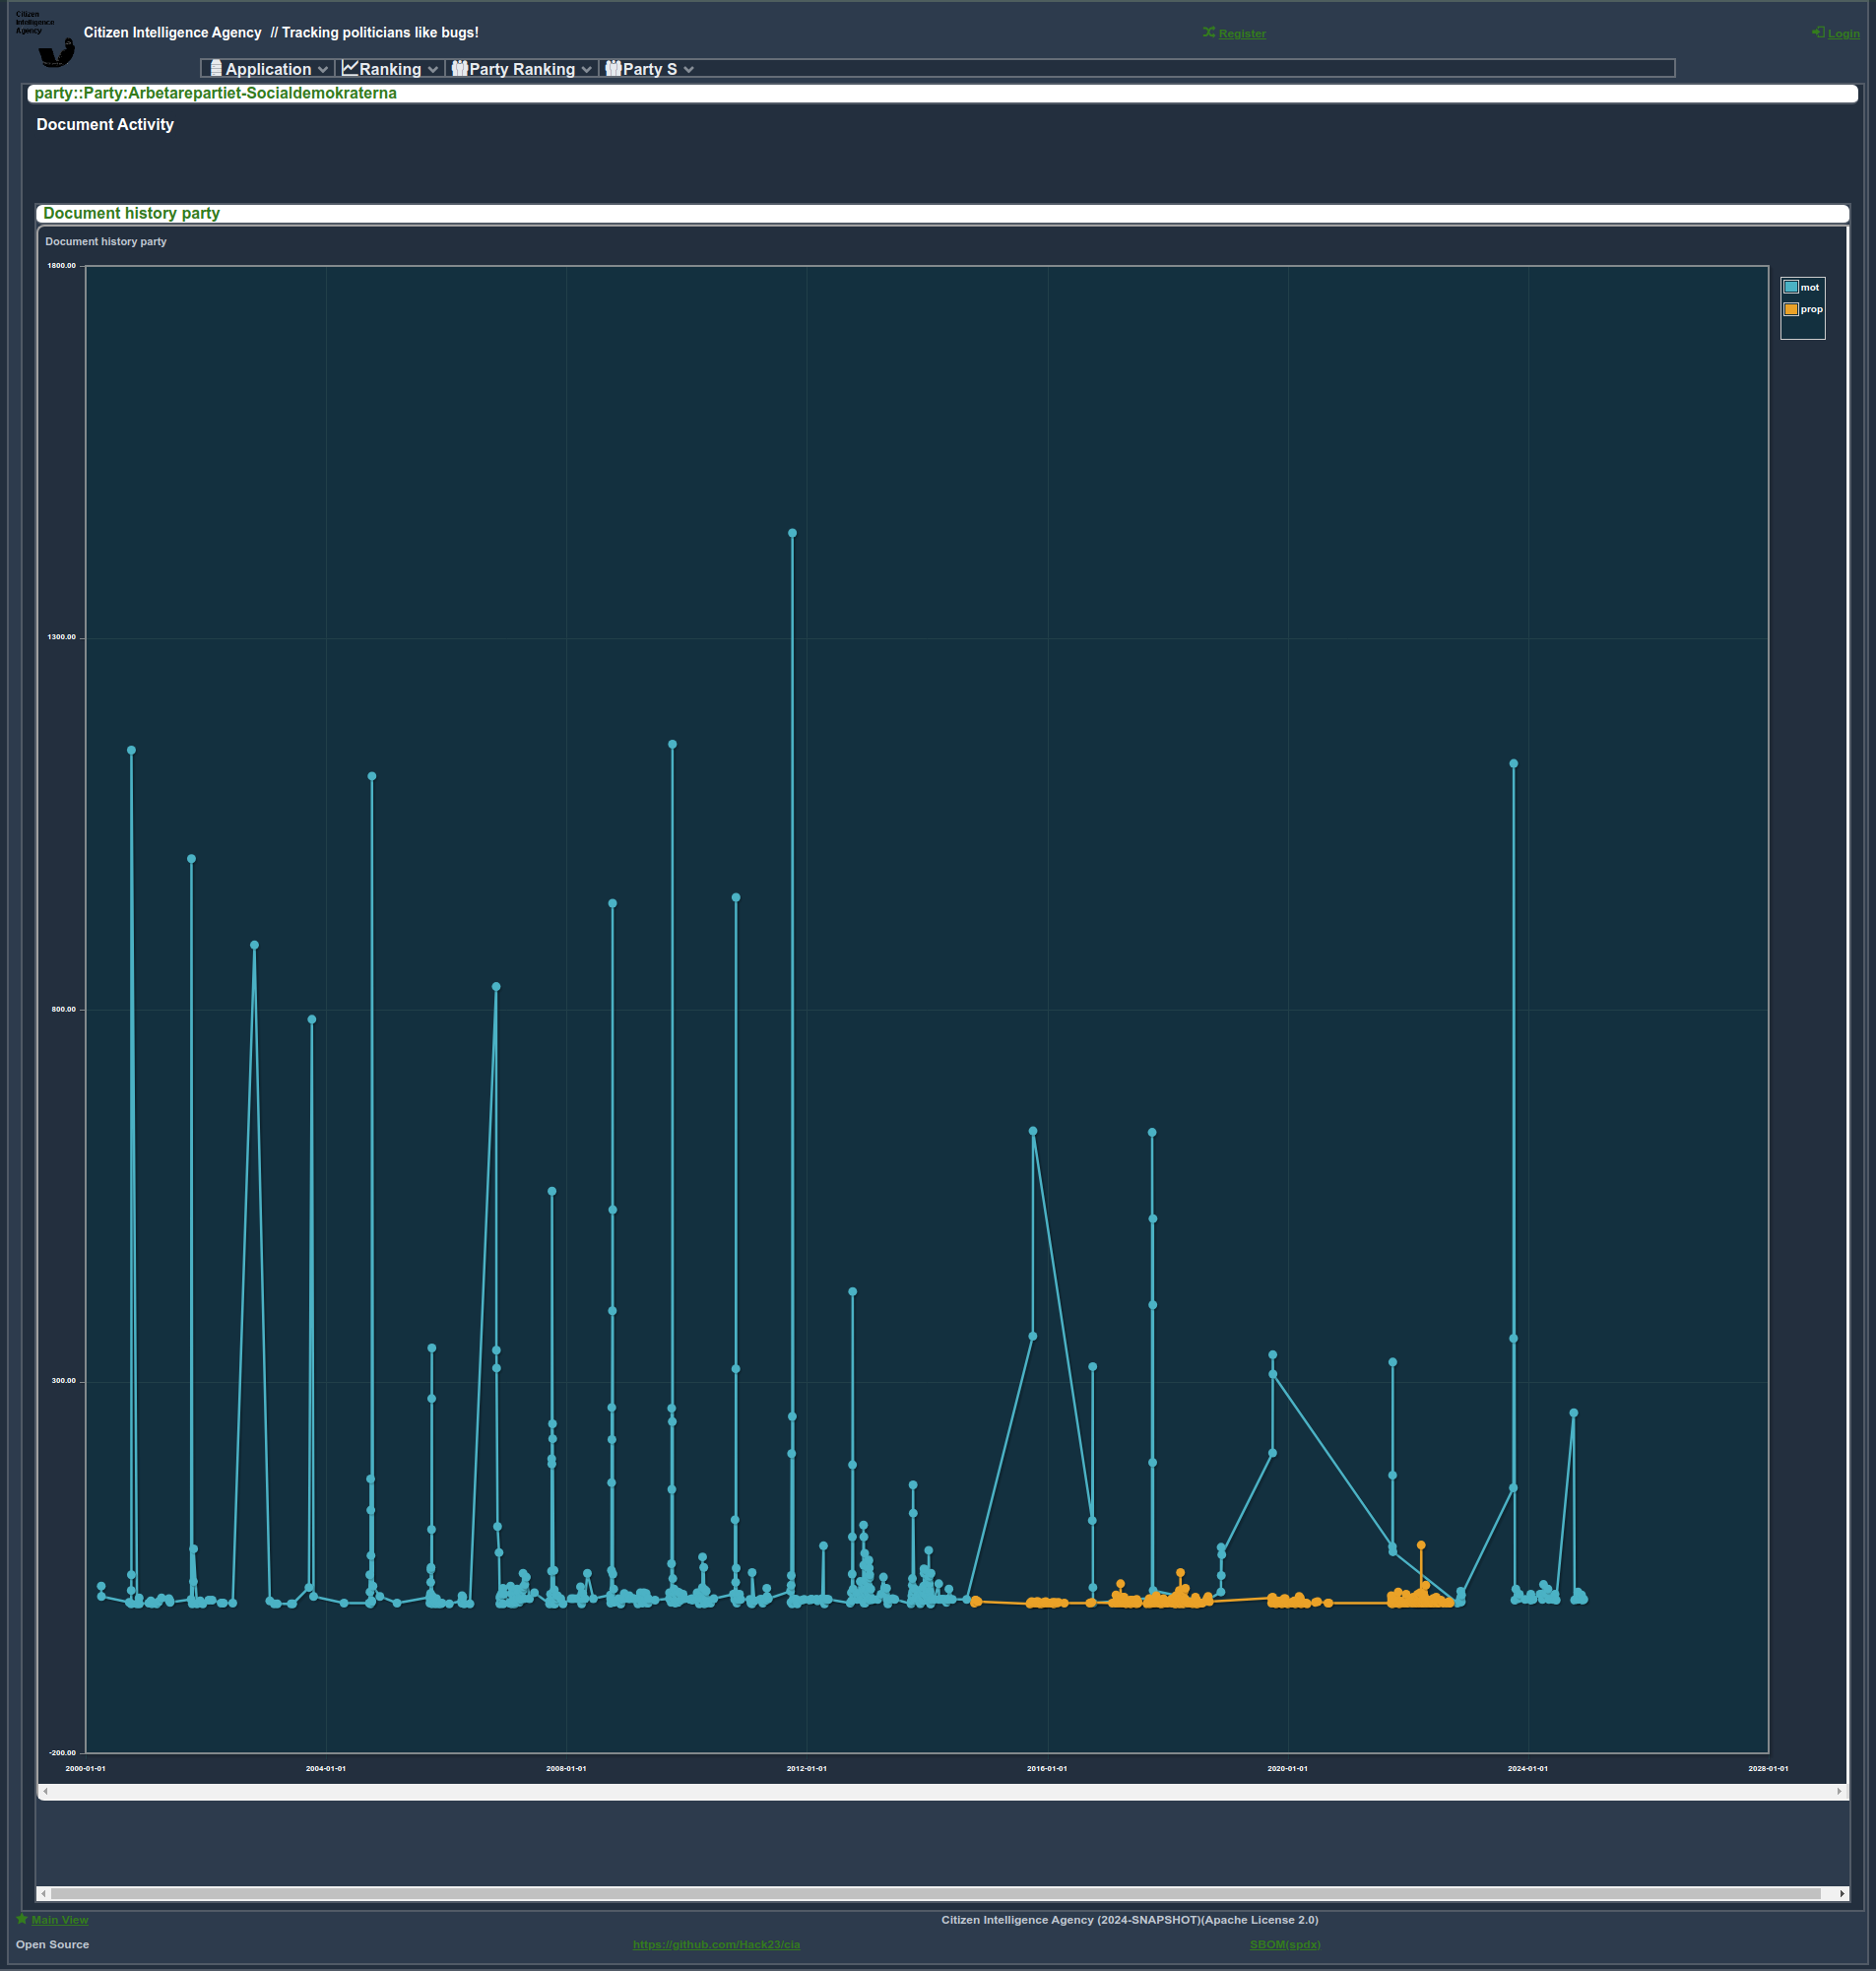 Citizen
Intelligence
Agency
Citizen Intelligence Agency // Tracking politicians like bugs!
Register
Login
Application
Ranking
Party Ranking
Party S
party::Party:Arbetarepartiet-Socialdemokraterna
Document Activity
Document history party
Document history party
1800.00
1300.00
800.00
300.00
-200.00
mot
prop
2000-01-01
2004-01-01
2008-01-01
2012-01-01
2016-01-01
2020-01-01
2024-01-01
2028-01-01
Main View
Citizen Intelligence Agency (2024-SNAPSHOT)(Apache License 2.0)
Open Source
https://github.com/Hack23/cia
SBOM(spdx)